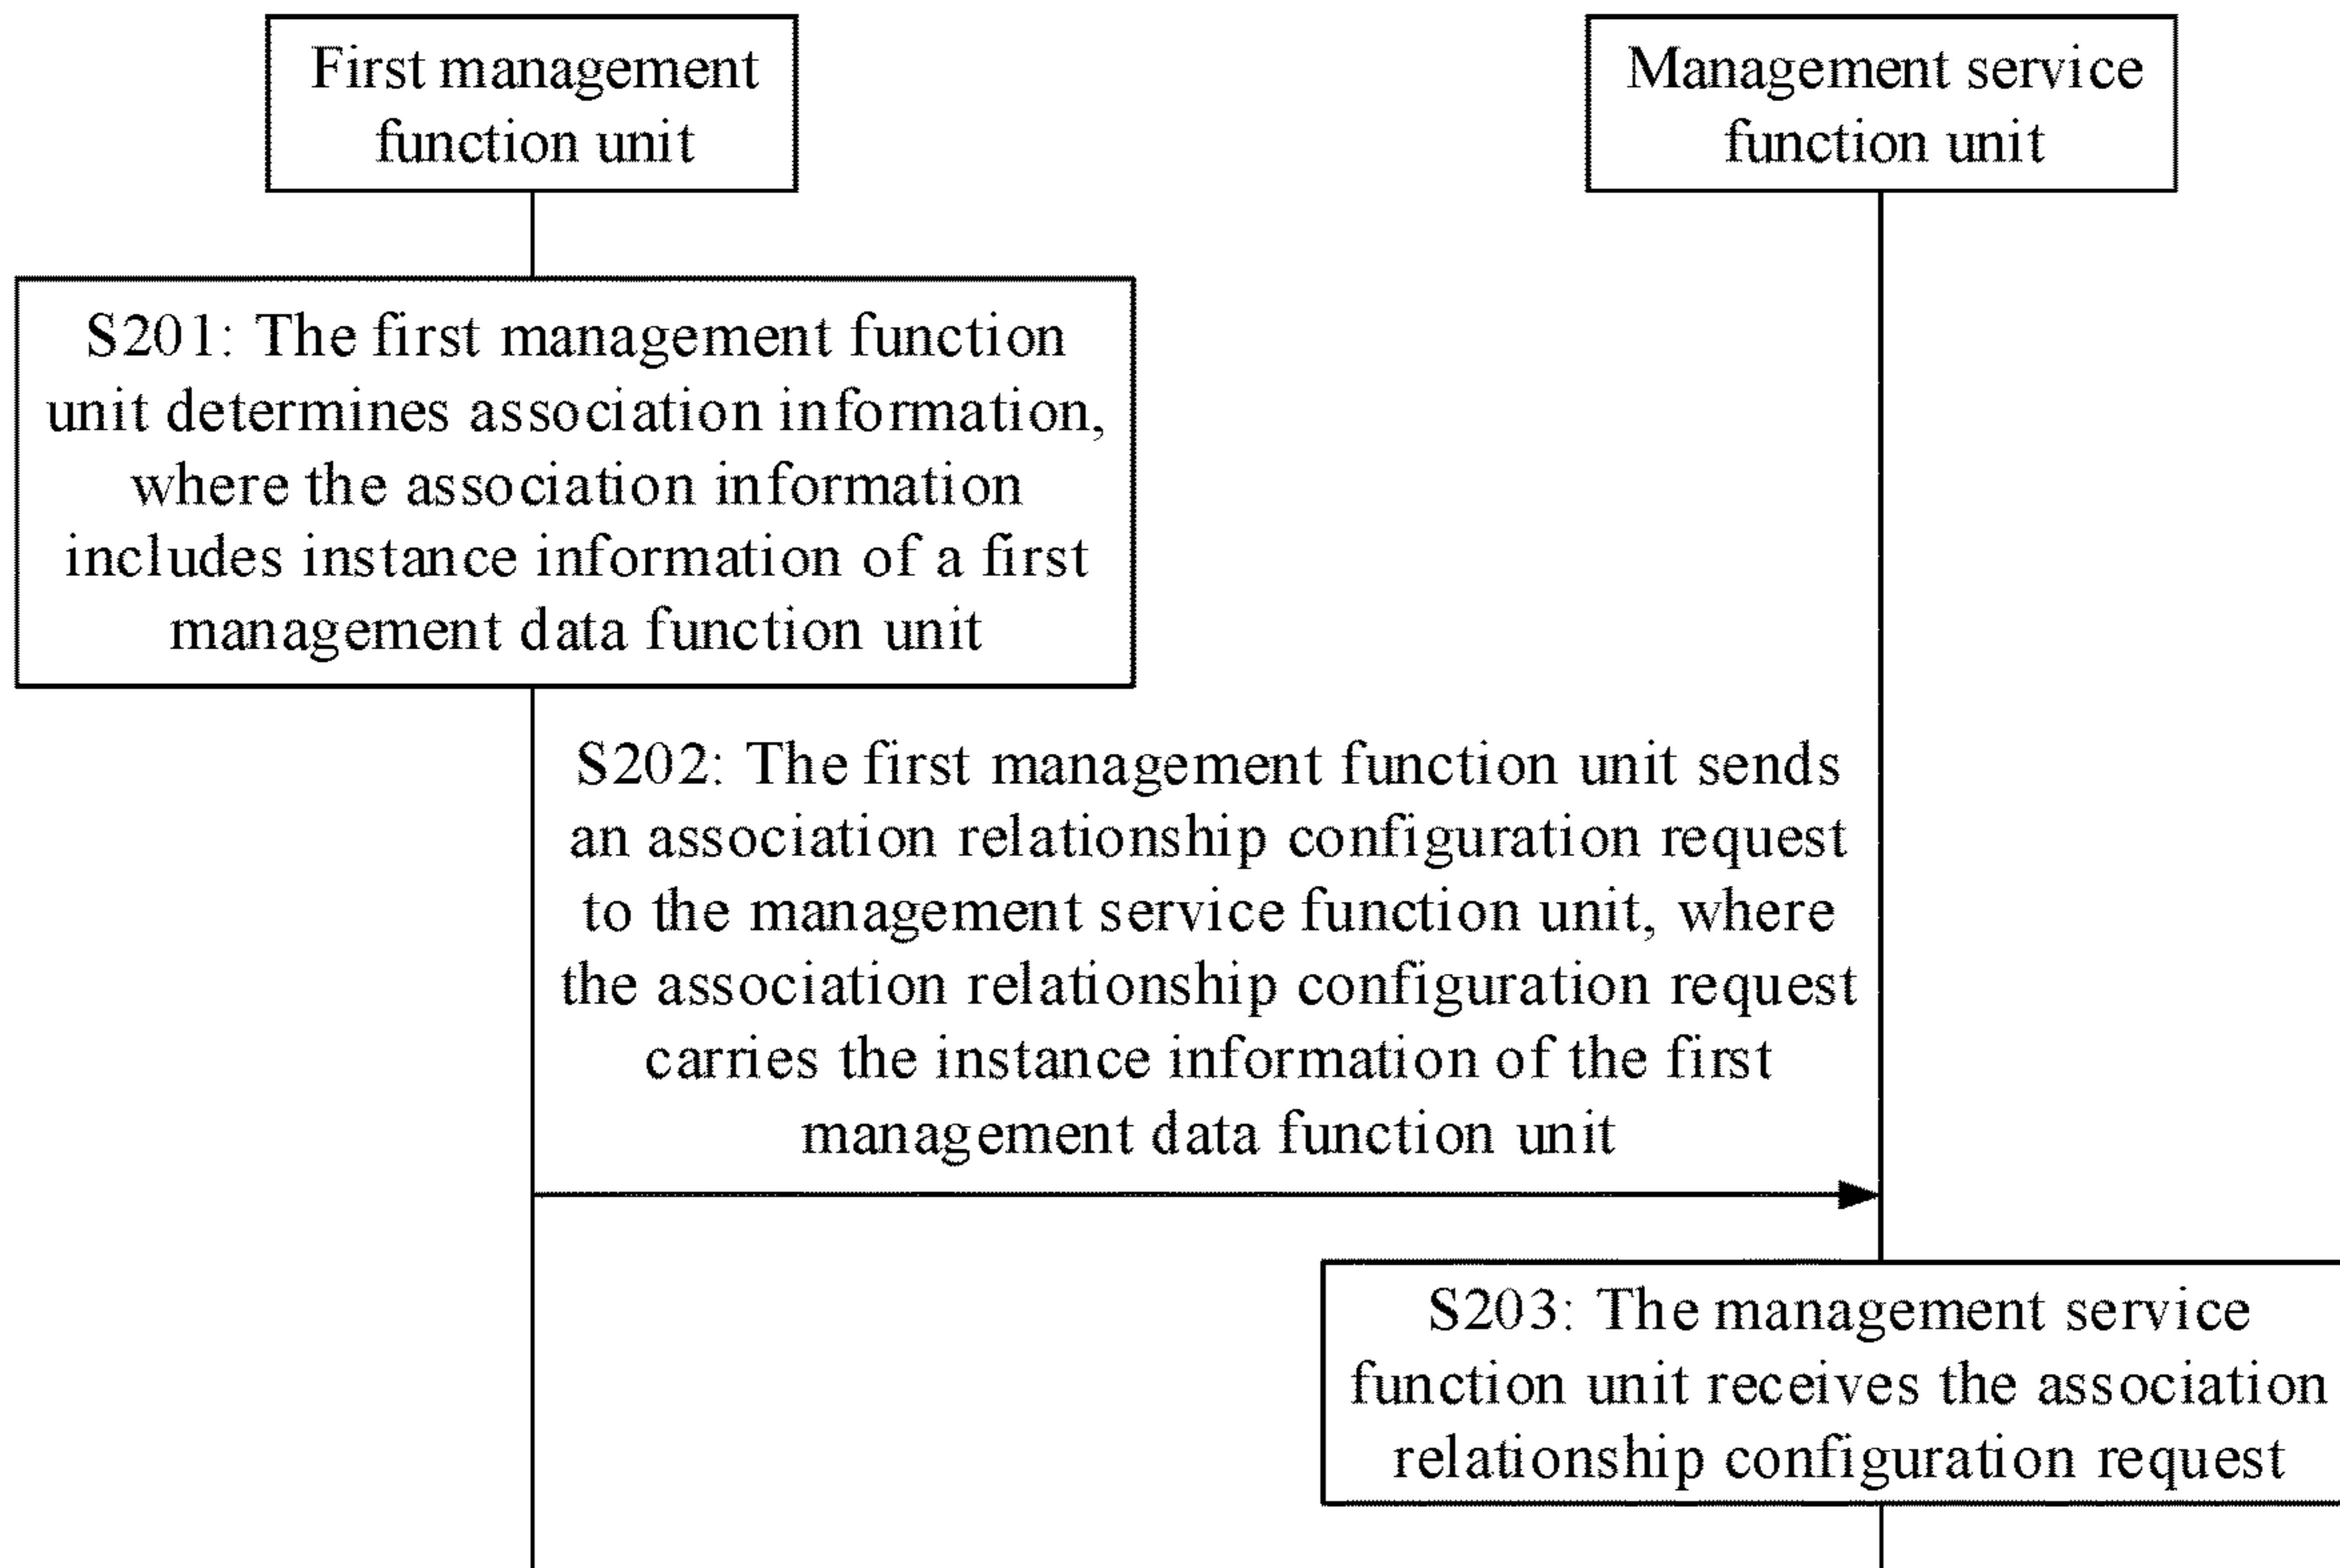 First management
function unit
Management service
function unit
S201: The first management function
unit determines association information,
where the association information
includes instance information of a first
management data function unit
S202: The first management function unit sends
an association relationship configuration request
to the management service function unit, where
the association relationship configuration request
carries the instance information of the first
management data function unit
S203: The management service
function unit receives the association
relationship configuration request